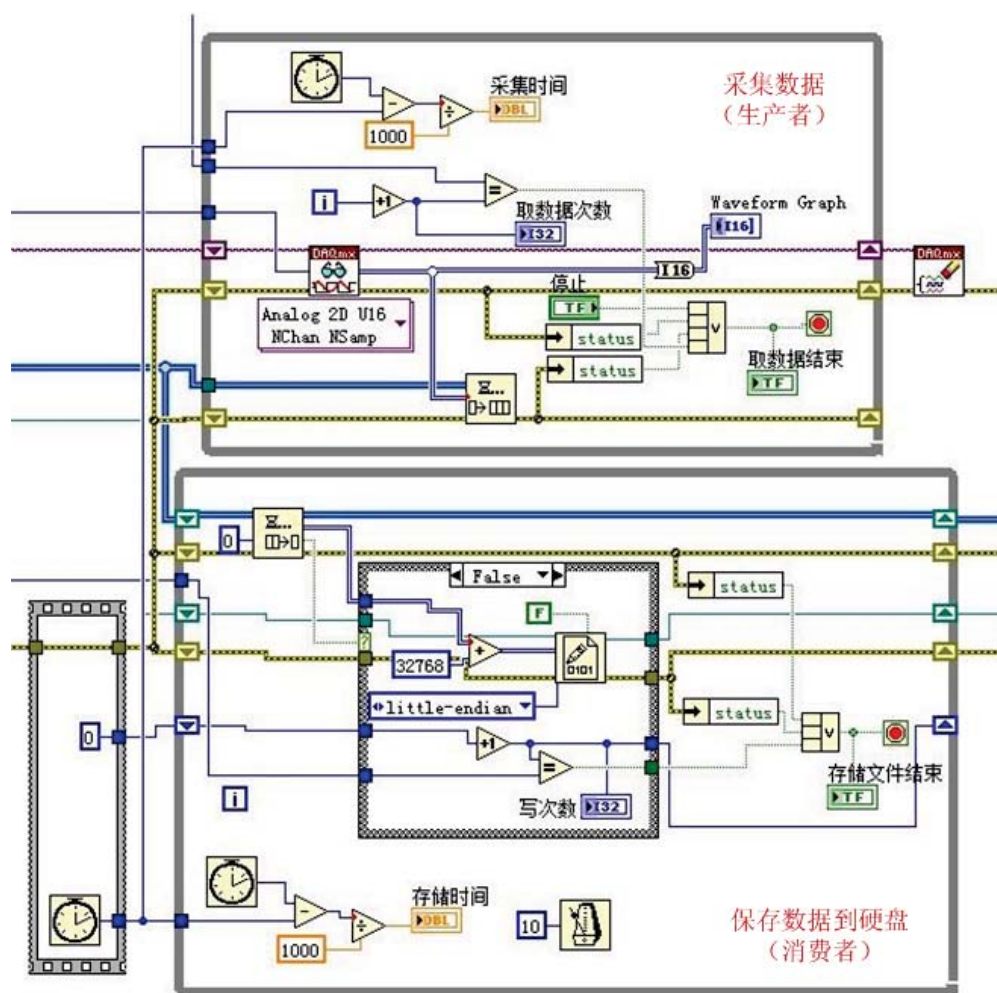 采集时间
DBL
1000
采集数据
（生产者）
i
+1
=
取数据次数
I32
Waveform Graph
I16]
I16
DAQmx
DAQmx
Analog 2D U16
NChan NSamp
停止
TF
status
status
取数据结束
TF
0
False
status
F
?
32768
0101
little-endian
status
0
+1
=
写次数
I32
存储文件结束
TF
i
存储时间
DBL
1000
10
保存数据到硬盘
（消费者）